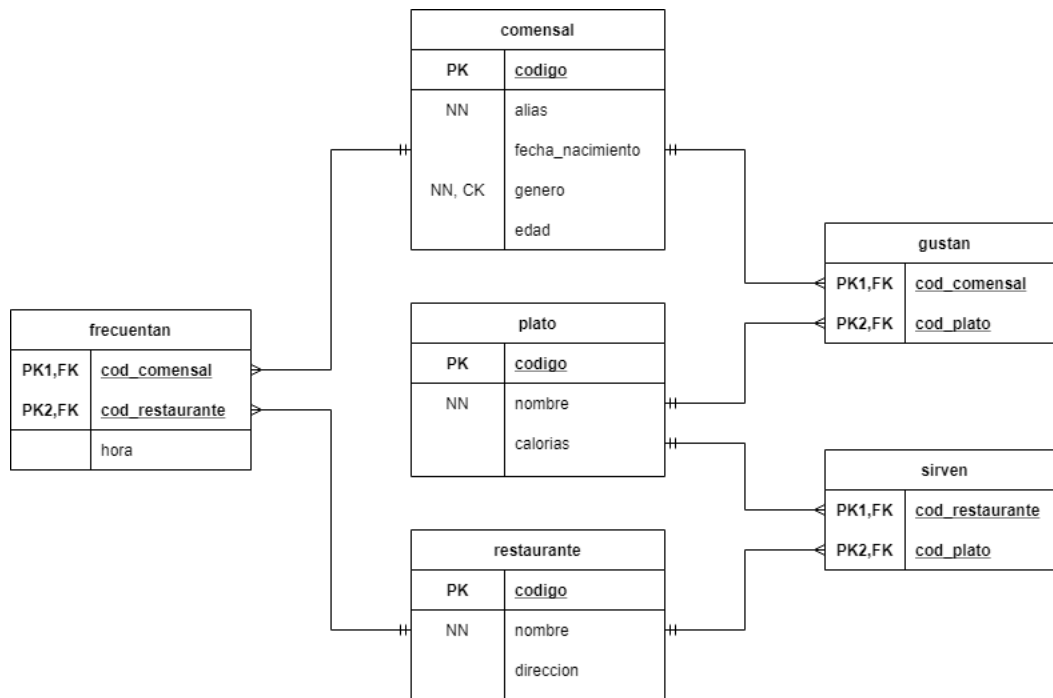 comensal
PK codigo
NN alias
fecha_nacimiento
NN, CK genero
edad
gustan
PK1,FK cod_comensal
PK2,FK cod_plato
frecuentan
PK1,FK cod_comensal
PK2,FK cod_restaurante
hora
plato
PK codigo
NN nombre
calorias
sirven
PK1,FK cod_restaurante
PK2,FK cod_plato
restaurante
PK codigo
NN nombre
direccion